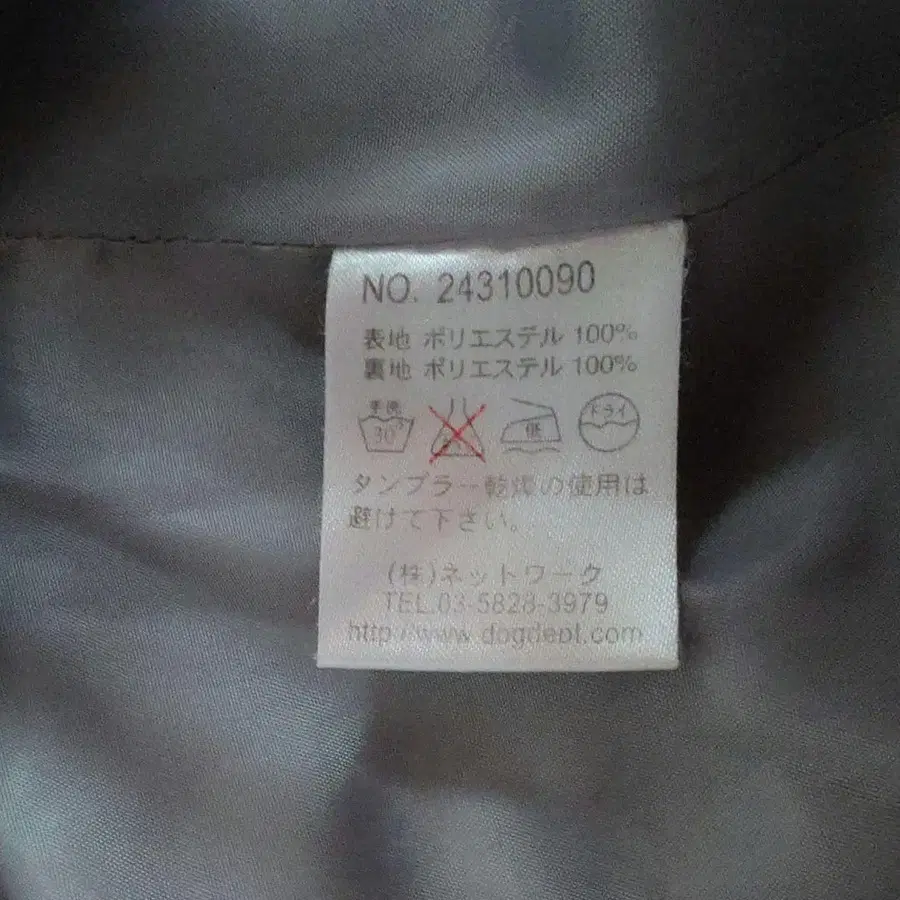 NO. 24310090
表地 ポリエステル 100%
裏地 ポリエステル 100%
手洗 30 低 ドライ
タンブラー乾燥の使用は
避けて下さい。
(株)ネットワーク
TEL.03-5828-3979
http://www.dogdept.com